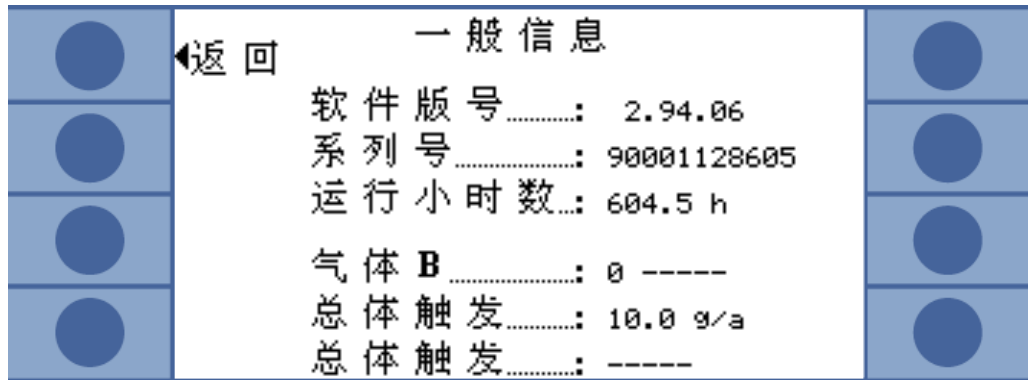 一般信息
返回
软件版号.........: 2.94.06
系列号...............: 90001128605
运行小时数...: 604.5 h
气体B...............: 0 -----
总体触发.........: 10.0 g/a
总体触发.........: -----